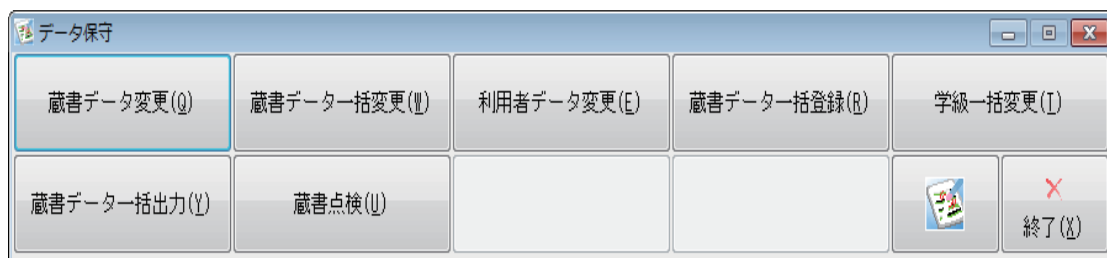 データ保守
蔵書データ変更(Q)
蔵書データ一括変更(W)
利用者データ変更(E)
蔵書データ一括登録(R)
学級一括変更(T)
蔵書データ一括出力(Y)
蔵書点検(U)
終了(X)